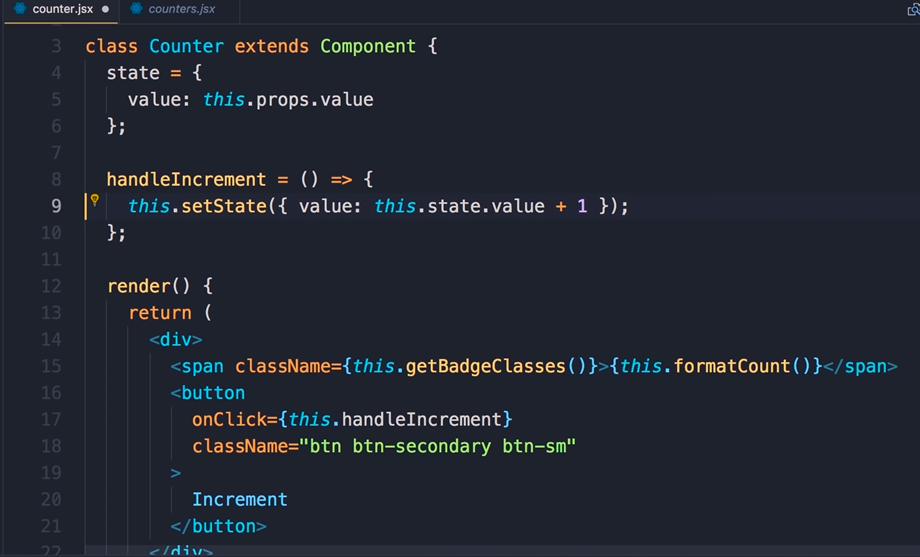 counter.jsx ● counters.jsx
3 class Counter extends Component {
4 state = {
5 value: this.props.value
6 };
7
8 handleIncrement = () => {
9 this.setState({ value: this.state.value + 1 });
10 };
11
12 render() {
13 return (
14 <div>
15 <span className={this.getBadgeClasses()}>{this.formatCount()}</span>
16 <button
17 onClick={this.handleIncrement}
18 className="btn btn-secondary btn-sm"
19 >
20 Increment
21 </button>
22 </div>